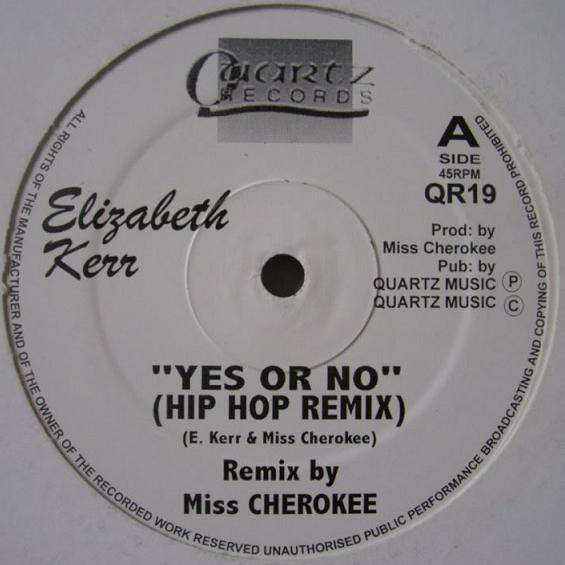 Quartz
RECORDS
A
SIDE
45RPM
QR19
Elizabeth
Kerr
Prod: by
Miss Cherokee
Pub: by
QUARTZ MUSIC Ⓟ
QUARTZ MUSIC Ⓒ
"YES OR NO"
(HIP HOP REMIX)
(E. Kerr & Miss Cherokee)
Remix by
Miss CHEROKEE
ALL RIGHTS OF THE MANUFACTURER AND OF THE OWNER OF THE RECORDED WORK RESERVED UNAUTHORISED PUBLIC PERFORMANCE BROADCASTING AND COPYING OF THIS RECORD PROHIBITED